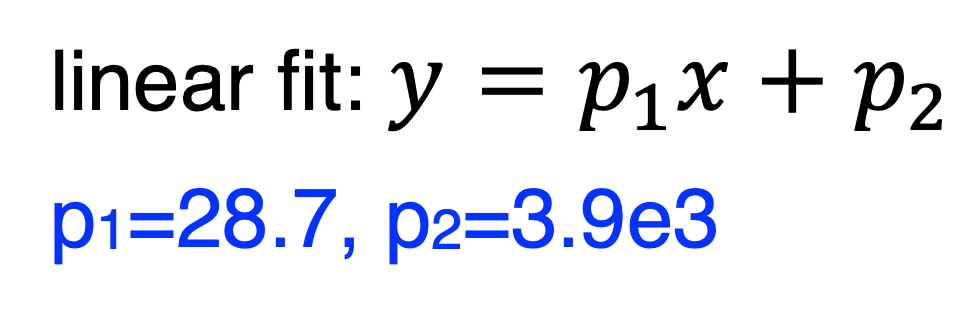 linear fit: y = p₁x + p₂
p₁=28.7, p₂=3.9e3